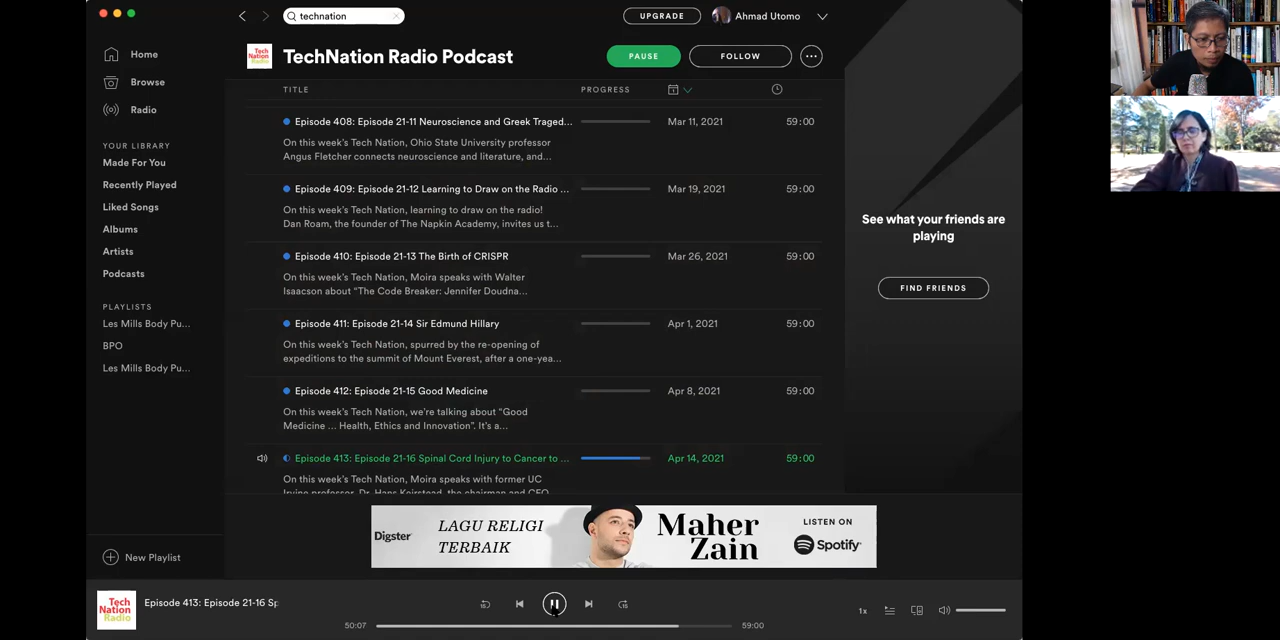 technation
UPGRADE
Ahmad Utomo
Home
Browse
Radio
YOUR LIBRARY
Made For You
Recently Played
Liked Songs
Albums
Artists
Podcasts
PLAYLISTS
Les Mills Body Pu...
BPO
Les Mills Body Pu...
New Playlist
Tech
Nation
Radio
TechNation Radio Podcast
PAUSE
FOLLOW
TITLE PROGRESS
Episode 408: Episode 21-11 Neuroscience and Greek Traged... Mar 11, 2021 59:00
On this week's Tech Nation, Ohio State University professor
Angus Fletcher connects neuroscience and literature, and...
Episode 409: Episode 21-12 Learning to Draw on the Radio ... Mar 19, 2021 59:00
On this week's Tech Nation, learning to draw on the radio!
Dan Roam, the founder of The Napkin Academy, invites us t...
Episode 410: Episode 21-13 The Birth of CRISPR Mar 26, 2021 59:00
On this week's Tech Nation, Moira speaks with Walter
Isaacson about "The Code Breaker: Jennifer Doudna...
Episode 411: Episode 21-14 Sir Edmund Hillary Apr 1, 2021 59:00
On this week's Tech Nation, spurred by the re-opening of
expeditions to the summit of Mount Everest, after a one-yea...
Episode 412: Episode 21-15 Good Medicine Apr 8, 2021 59:00
On this week's Tech Nation, we're talking about "Good
Medicine ... Health, Ethics and Innovation". It's a...
Episode 413: Episode 21-16 Spinal Cord Injury to Cancer to ... Apr 14, 2021 59:00
On this week's Tech Nation, Moira speaks with former UC
Irvine professor, Dr. Hans Keirstead, the chairman and CEO
See what your friends are
playing
FIND FRIENDS
Digster
LAGU RELIGI
TERBAIK
Maher
Zain
LISTEN ON
Spotify
Tech
Nation
Radio
Episode 413: Episode 21-16 Sp
50:07 59:00
1x